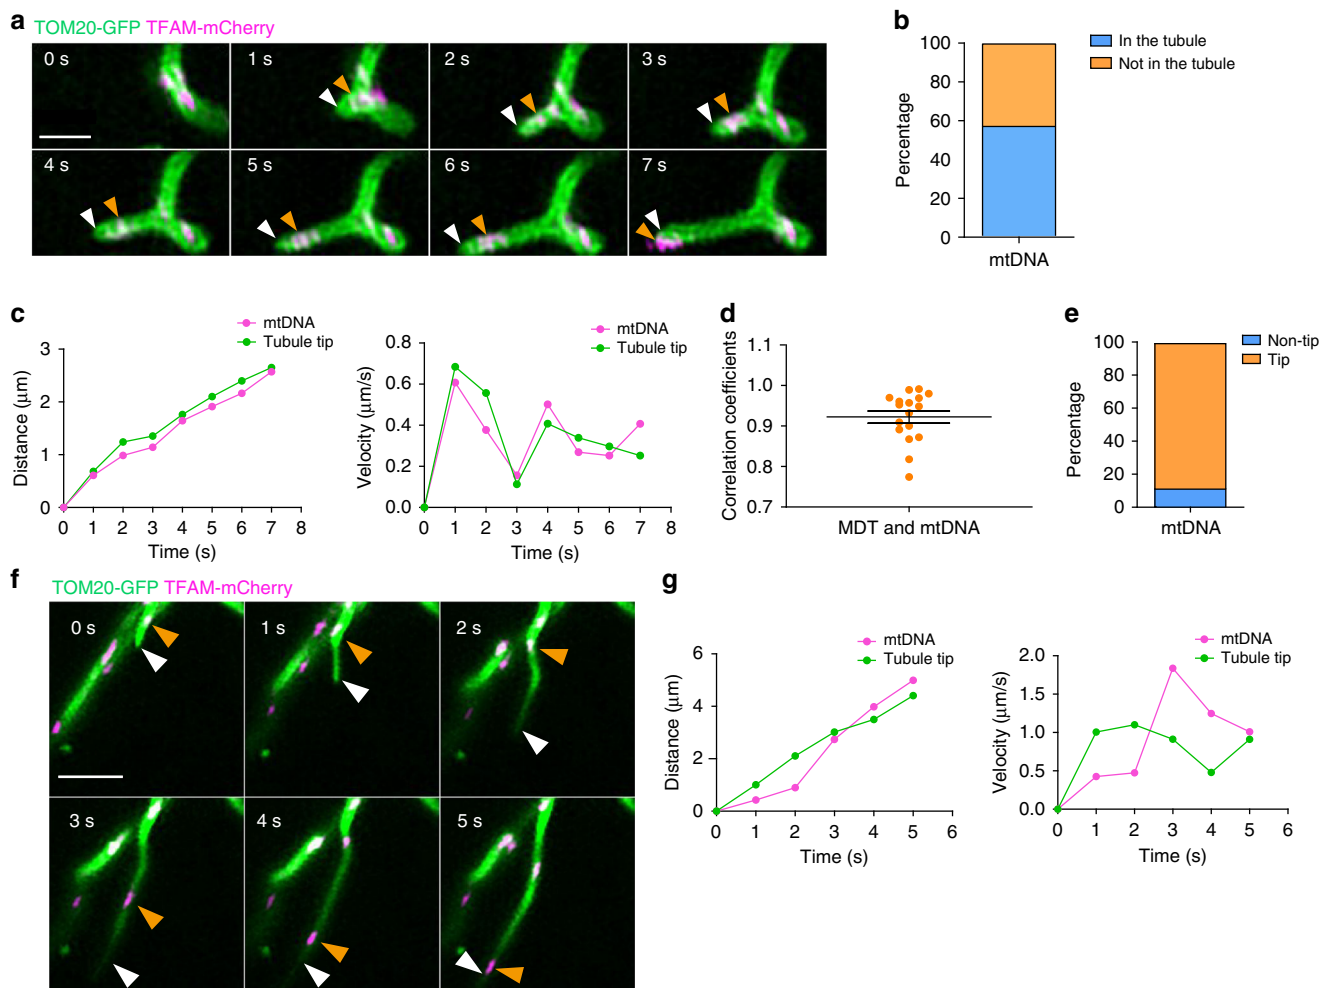 a
TOM20-GFP TFAM-mCherry
0 s
1 s
2 s
3 s
4 s
5 s
6 s
7 s
b
In the tubule
Not in the tubule
Percentage
100
80
60
40
20
0
mtDNA
c
mtDNA
Tubule tip
Distance (μm)
3
2
1
0
0 1 2 3 4 5 6 7 8
Time (s)
mtDNA
Tubule tip
Velocity (μm/s)
0.8
0.6
0.4
0.2
0.0
0 1 2 3 4 5 6 7 8
Time (s)
d
Correlation coefficients
1.1
1.0
0.9
0.8
0.7
MDT and mtDNA
e
Non-tip
Tip
Percentage
100
80
60
40
20
0
mtDNA
f
TOM20-GFP TFAM-mCherry
0 s
1 s
2 s
3 s
4 s
5 s
g
mtDNA
Tubule tip
Distance (μm)
6
4
2
0
0 1 2 3 4 5 6
Time (s)
mtDNA
Tubule tip
Velocity (μm/s)
2.0
1.5
1.0
0.5
0.0
0 1 2 3 4 5 6
Time (s)